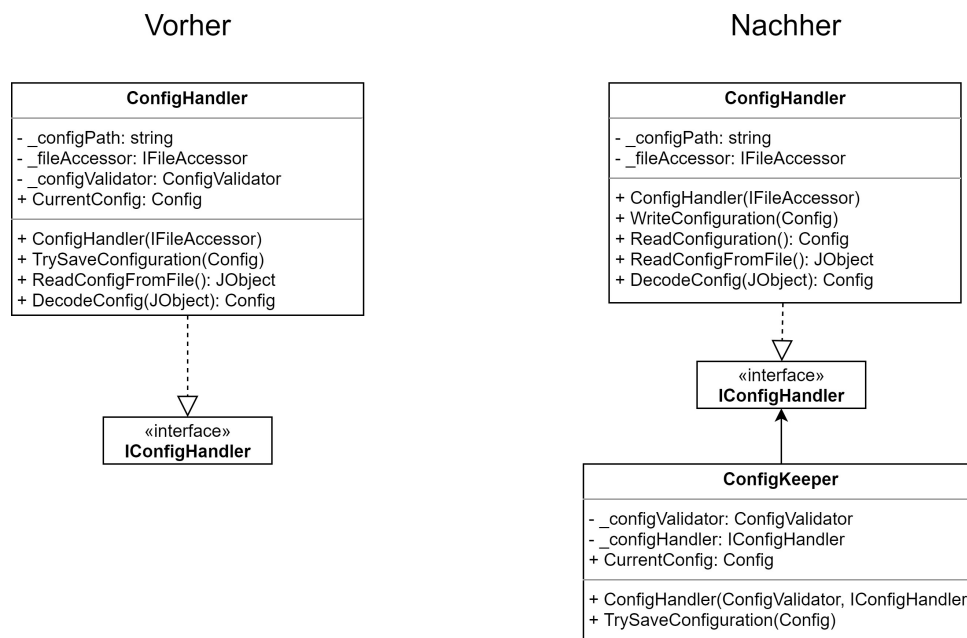 Vorher
ConfigHandler
- _configPath: string
- _fileAccessor: IFileAccessor
- _configValidator: ConfigValidator
+ CurrentConfig: Config
+ ConfigHandler(IFileAccessor)
+ TrySaveConfiguration(Config)
+ ReadConfigFromFile(): JObject
+ DecodeConfig(JObject): Config
«interface»
IConfigHandler
Nachher
ConfigHandler
- _configPath: string
- _fileAccessor: IFileAccessor
+ ConfigHandler(IFileAccessor)
+ WriteConfiguration(Config)
+ ReadConfiguration(): Config
+ ReadConfigFromFile(): JObject
+ DecodeConfig(JObject): Config
«interface»
IConfigHandler
ConfigKeeper
- _configValidator: ConfigValidator
- _configHandler: IConfigHandler
+ CurrentConfig: Config
+ ConfigHandler(ConfigValidator, IConfigHandler
+ TrySaveConfiguration(Config)